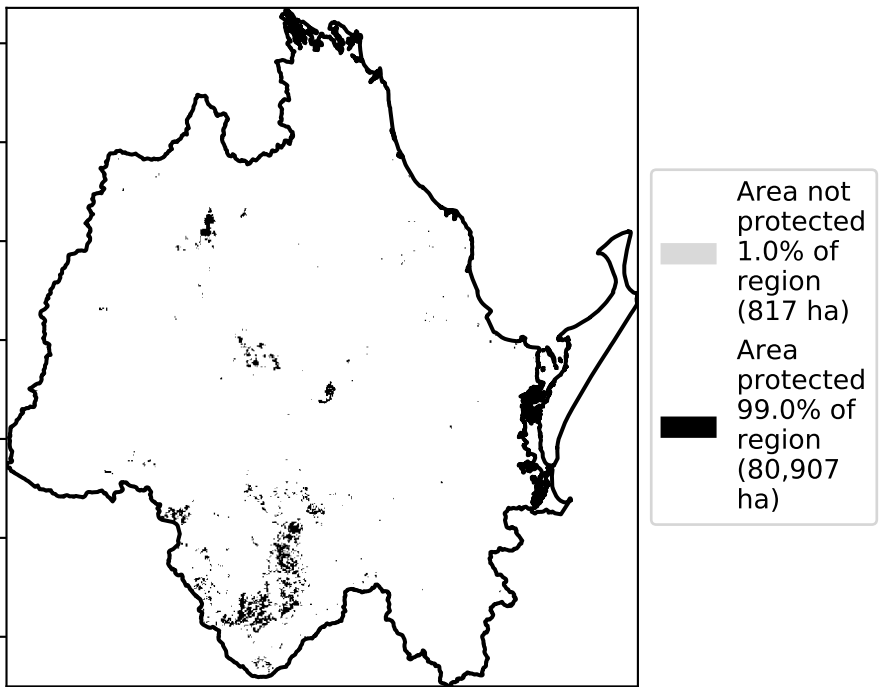 Area not
protected
1.0% of
region
(817 ha)
Area
protected
99.0% of
region
(80,907
ha)